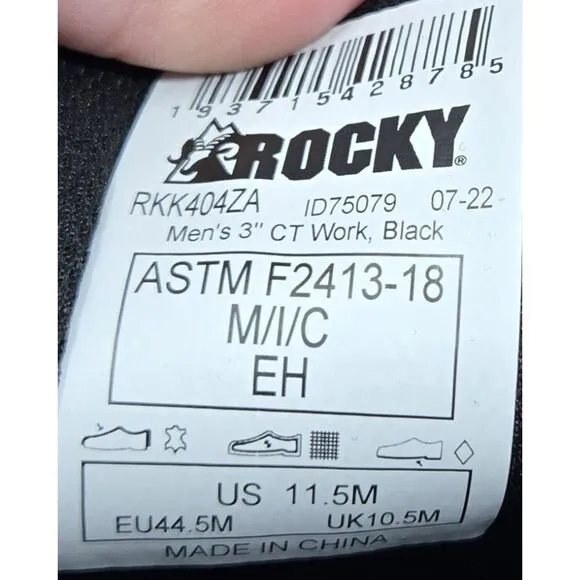 193715428785
ROCKY®
RKK404ZA ID75079 07-22
Men's 3" CT Work, Black
ASTM F2413-18
M/I/C
EH
US 11.5M
EU44.5M UK10.5M
MADE IN CHINA